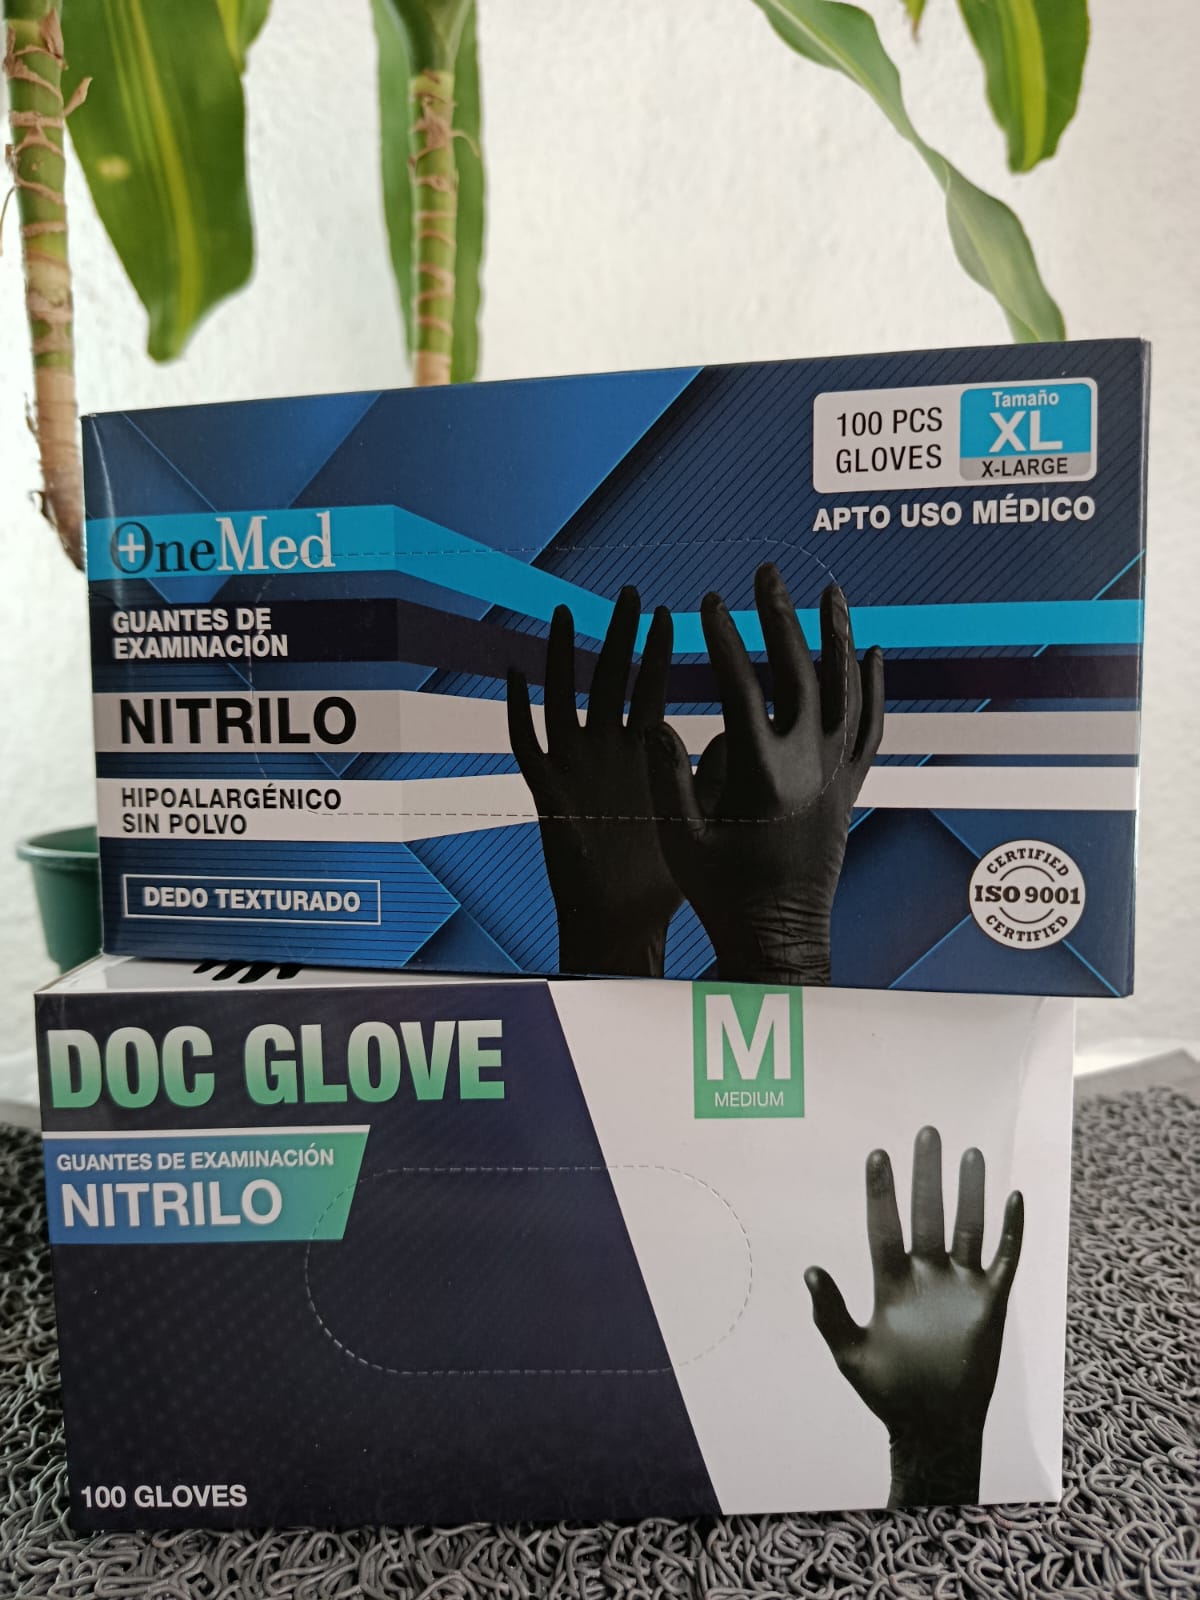 100 PCS
GLOVES
Tamaño
XL
X-LARGE
APTO USO MÉDICO
OneMed
GUANTES DE
EXAMINACIÓN
NITRILO
HIPOALARGÉNICO
SIN POLVO
DEDO TEXTURADO
CERTIFIED
ISO 9001
CERTIFIED
DOC GLOVE
M
MEDIUM
GUANTES DE EXAMINACIÓN
NITRILO
100 GLOVES